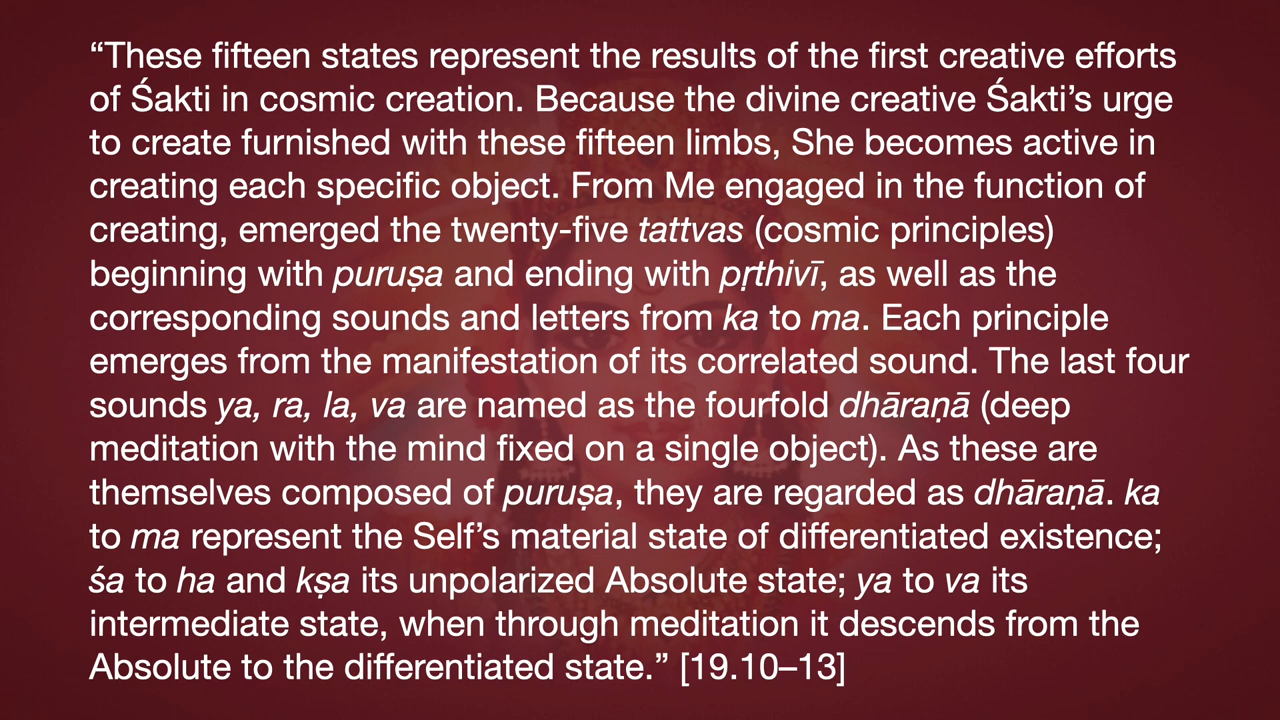 “These fifteen states represent the results of the first creative efforts
of Śakti in cosmic creation. Because the divine creative Śakti’s urge
to create furnished with these fifteen limbs, She becomes active in
creating each specific object. From Me engaged in the function of
creating, emerged the twenty-five tattvas (cosmic principles)
beginning with puruṣa and ending with pṛthivī, as well as the
corresponding sounds and letters from ka to ma. Each principle
emerges from the manifestation of its correlated sound. The last four
sounds ya, ra, la, va are named as the fourfold dhāraṇā (deep
meditation with the mind fixed on a single object). As these are
themselves composed of puruṣa, they are regarded as dhāraṇā. ka
to ma represent the Self’s material state of differentiated existence;
śa to ha and kṣa its unpolarized Absolute state; ya to va its
intermediate state, when through meditation it descends from the
Absolute to the differentiated state.” [19.10–13]